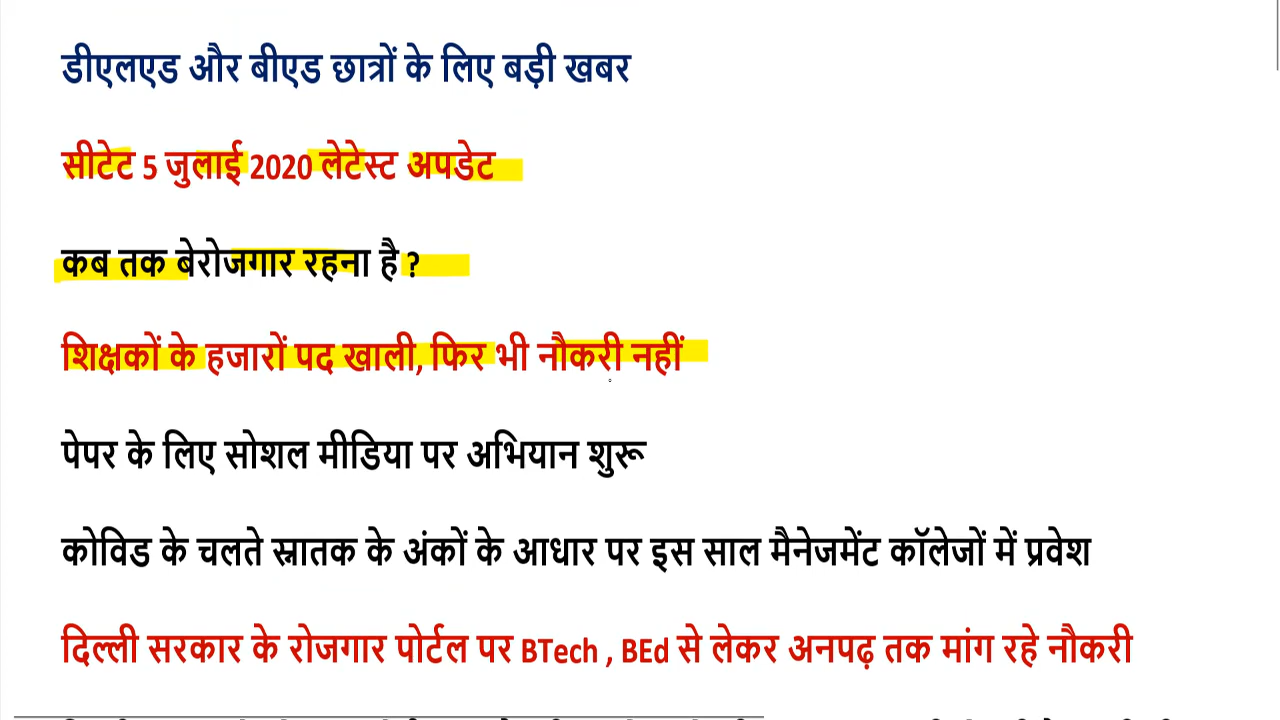 डीएलएड और बीएड छात्रों के लिए बड़ी खबर
सीटेट 5 जुलाई 2020 लेटेस्ट अपडेट
कब तक बेरोजगार रहना है ?
शिक्षकों के हजारों पद खाली, फिर भी नौकरी नहीं
पेपर के लिए सोशल मीडिया पर अभियान शुरू
कोविड के चलते स्नातक के अंकों के आधार पर इस साल मैनेजमेंट कॉलेजों में प्रवेश
दिल्ली सरकार के रोजगार पोर्टल पर BTech , BEd से लेकर अनपढ़ तक मांग रहे नौकरी